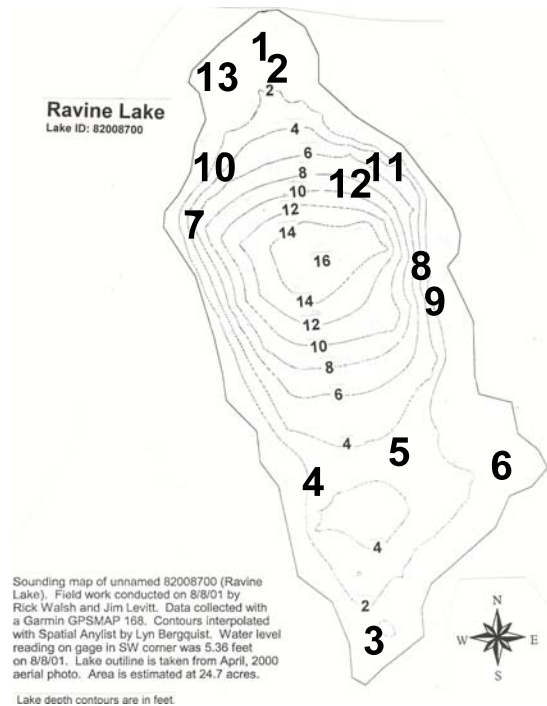 1
2
13
2
Ravine Lake
Lake ID: 82008700
4
6
10
8
11
12
10
12
7
14
16
8
14
9
12
10
8
6
4
5
6
4
4
2
3
N
W E
S
Sounding map of unnamed 82008700 (Ravine
Lake). Field work conducted on 8/8/01 by
Rick Walsh and Jim Levitt. Data collected with
a Garmin GPSMAP 168. Contours interpolated
with Spatial Anylist by Lyn Bergquist. Water level
reading on gage in SW corner was 5.36 feet
on 8/8/01. Lake outiline is taken from April, 2000
aerial photo. Area is estimated at 24.7 acres.
Lake depth contours are in feet.